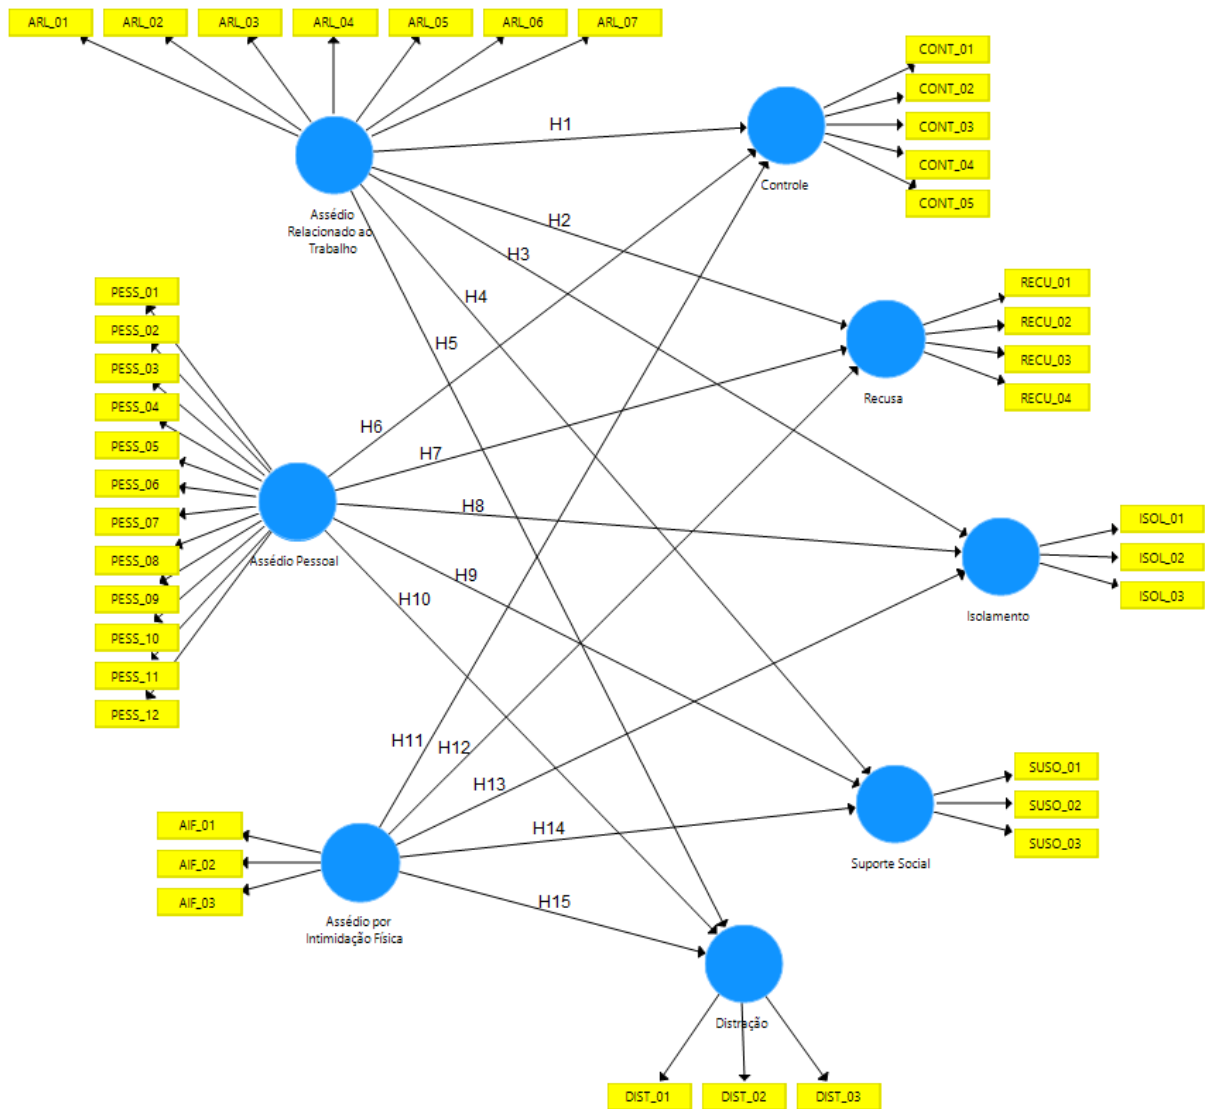 ARL_01
ARL_02
ARL_03
ARL_04
ARL_05
ARL_06
ARL_07
CONT_01
CONT_02
CONT_03
CONT_04
CONT_05
H1
Controle
Assédio
Relacionado ao
Trabalho
H2
H3
H4
H5
PESS_01
PESS_02
PESS_03
PESS_04
PESS_05
PESS_06
PESS_07
PESS_08
PESS_09
PESS_10
PESS_11
PESS_12
RECU_01
RECU_02
RECU_03
RECU_04
Recusa
H6
H7
H8
H9
H10
Assédio Pessoal
ISOL_01
ISOL_02
ISOL_03
Isolamento
H11
H12
H13
H14
H15
SUSO_01
SUSO_02
SUSO_03
Suporte Social
AIF_01
AIF_02
AIF_03
Assédio por
Intimidação Física
Distração
DIST_01
DIST_02
DIST_03